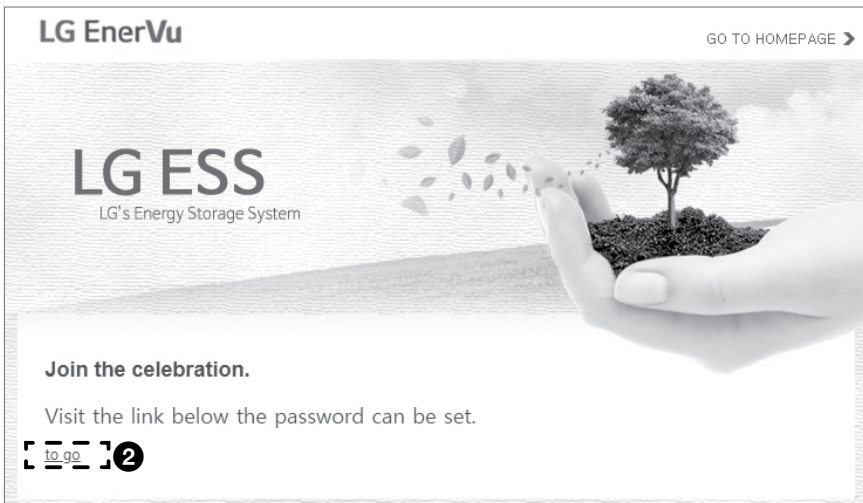 LG EnerVu
GO TO HOMEPAGE
LG ESS
LG's Energy Storage System
Join the celebration.
Visit the link below the password can be set.
to go 2